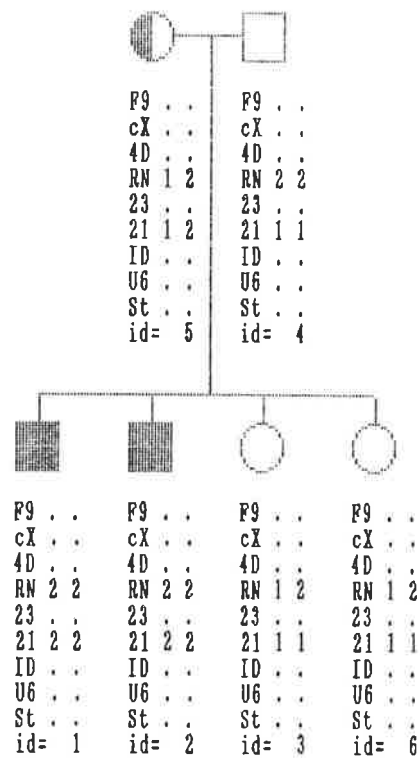 F9 . .
cX . .
4D . .
RN 1 2
23 . .
21 1 2
ID . .
U6 . .
St . .
id= 5
F9 . .
cX . .
4D . .
RN 2 2
23 . .
21 1 1
ID . .
U6 . .
St . .
id= 4
F9 . .
cX . .
4D . .
RN 2 2
23 . .
21 2 2
ID . .
U6 . .
St . .
id= 1
F9 . .
cX . .
4D . .
RN 2 2
23 . .
21 2 2
ID . .
U6 . .
St . .
id= 2
F9 . .
cX . .
4D . .
RN 1 2
23 . .
21 1 1
ID . .
U6 . .
St . .
id= 3
F9 . .
cX . .
4D . .
RN 1 2
23 . .
21 1 1
ID . .
U6 . .
St . .
id= 6